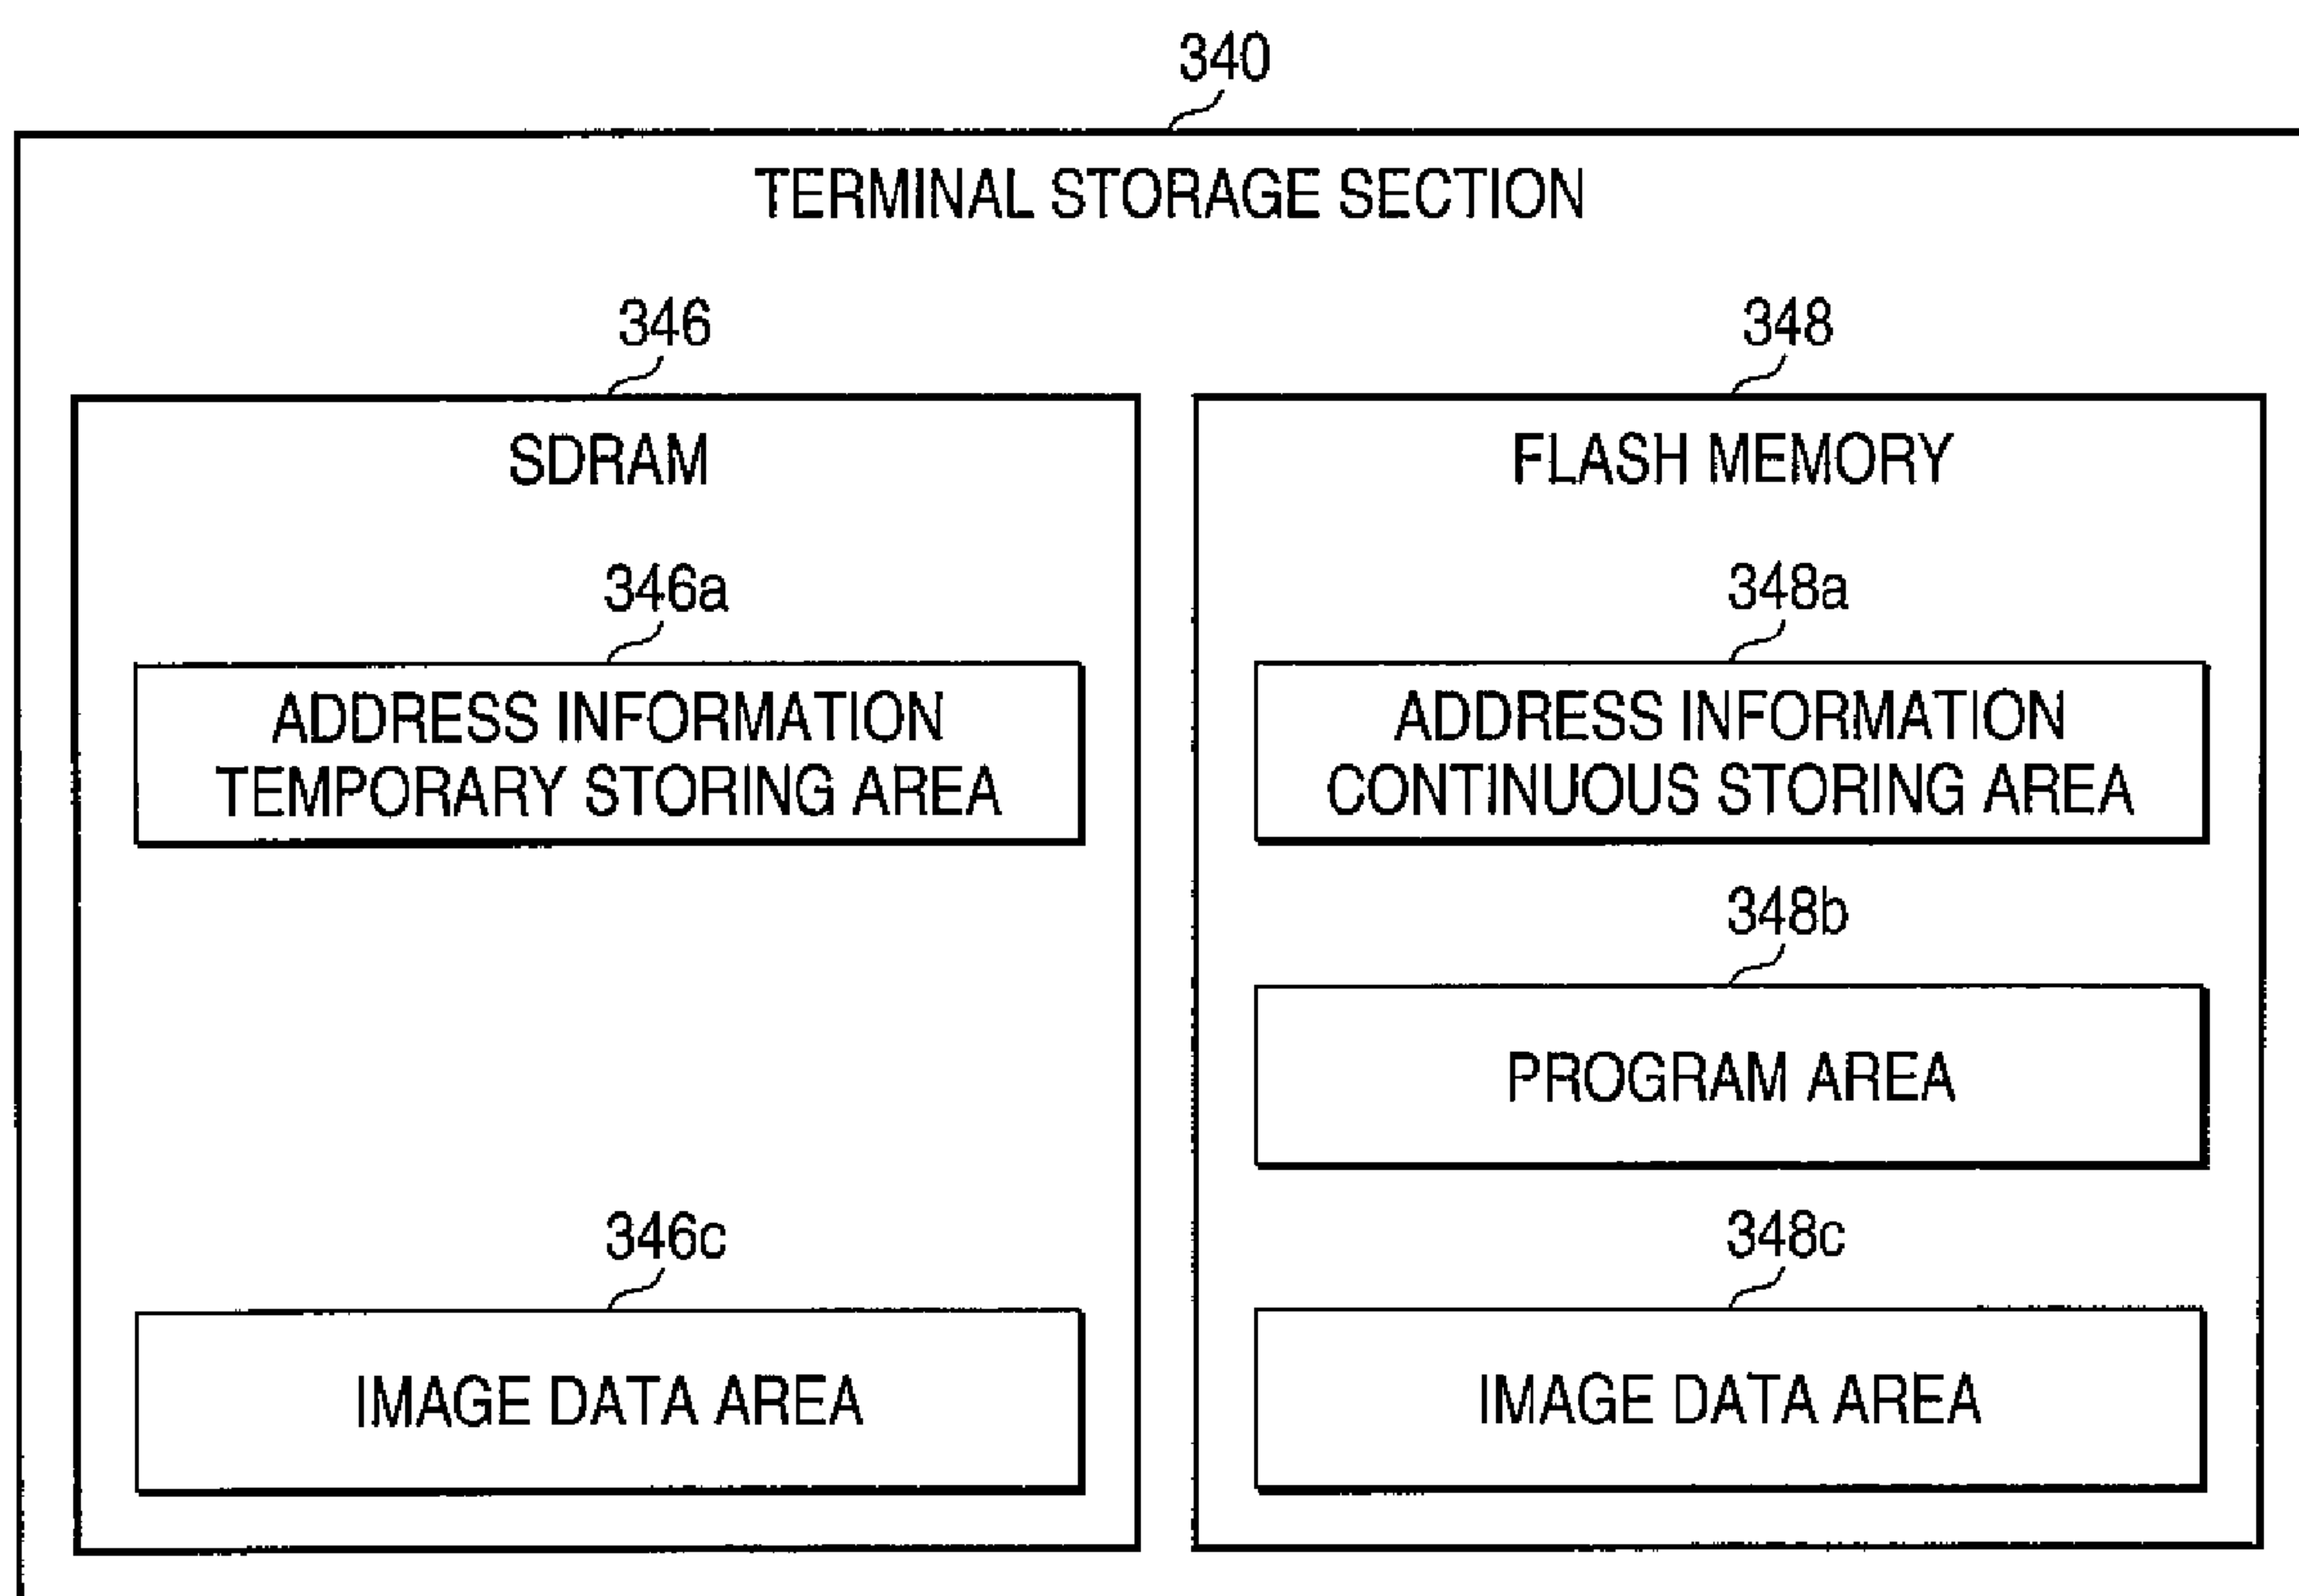 340
TERMINAL STORAGE SECTION
346
SDRAM
346a
ADDRESS INFORMATION
TEMPORARY STORING AREA
346c
IMAGE DATA AREA
348
FLASH MEMORY
348a
ADDRESS INFORMATION
CONTINUOUS STORING AREA
348b
PROGRAM AREA
348c
IMAGE DATA AREA